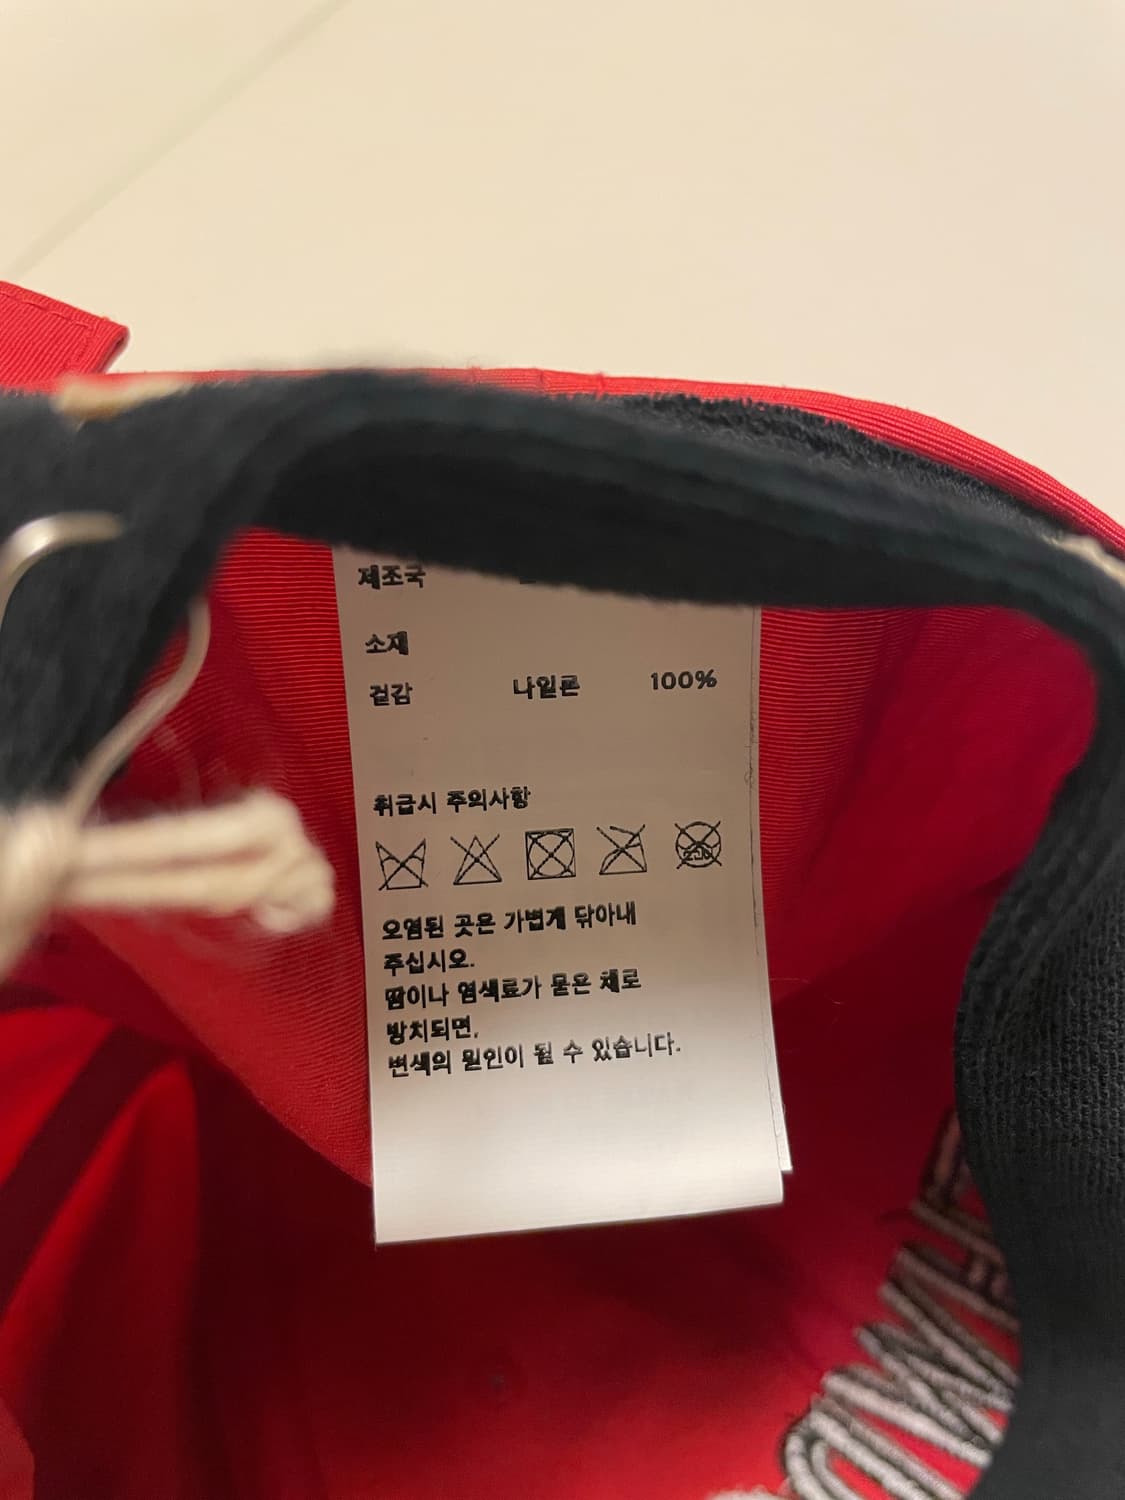 제조국
소재
겉감 나일론 100%
취급시 주의사항
오염된 곳은 가볍게 닦아내
주십시오.
땀이나 염색료가 묻은 채로
방치되면,
변색의 원인이 될 수 있습니다.